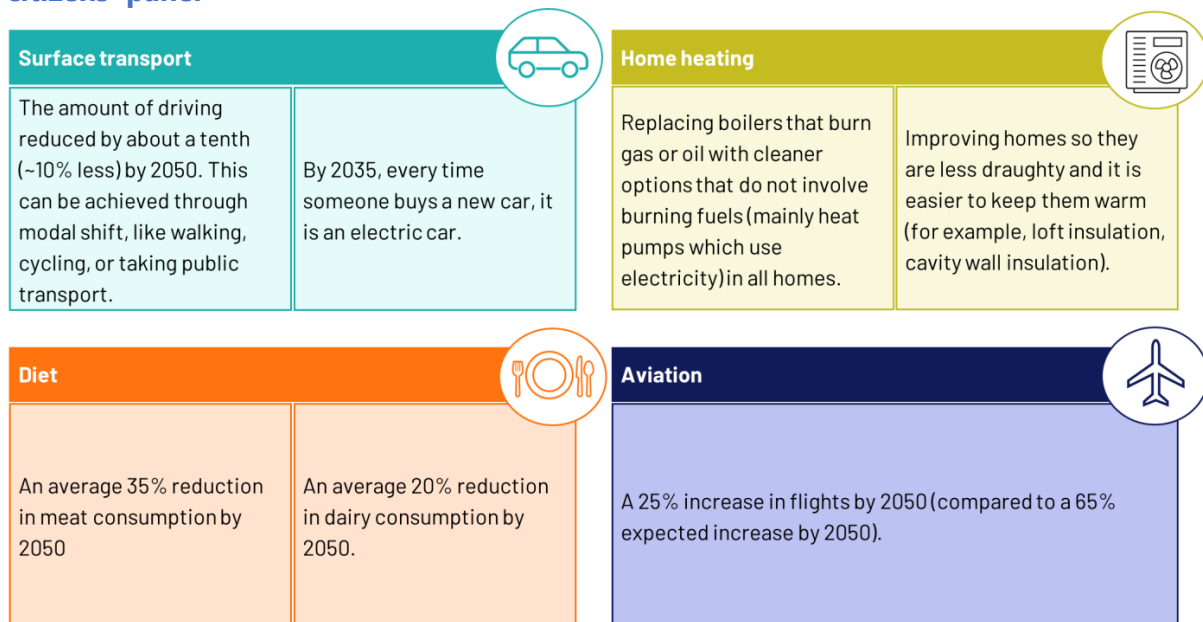 citizens' panel
Surface transport
The amount of driving
reduced by about a tenth
(~10% less) by 2050. This
can be achieved through
modal shift, like walking,
cycling, or taking public
transport.
By 2035, every time
someone buys a new car, it
is an electric car.
Home heating
Replacing boilers that burn
gas or oil with cleaner
options that do not involve
burning fuels (mainly heat
pumps which use
electricity) in all homes.
Improving homes so they
are less draughty and it is
easier to keep them warm
(for example, loft insulation,
cavity wall insulation).
Diet
An average 35% reduction
in meat consumption by
2050
An average 20% reduction
in dairy consumption by
2050.
Aviation
A 25% increase in flights by 2050 (compared to a 65%
expected increase by 2050).